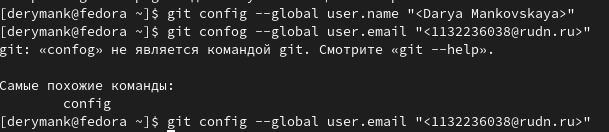 [derymank@fedora ~]$ git config --global user.name "<Darya Mankovskaya>"
[derymank@fedora ~]$ git confog --global user.email "<1132236038@rudn.ru>"
git: «confog» не является командой git. Смотрите «git --help».
Самые похожие команды:
config
[derymank@fedora ~]$ git config --global user.email "<1132236038@rudn.ru>"